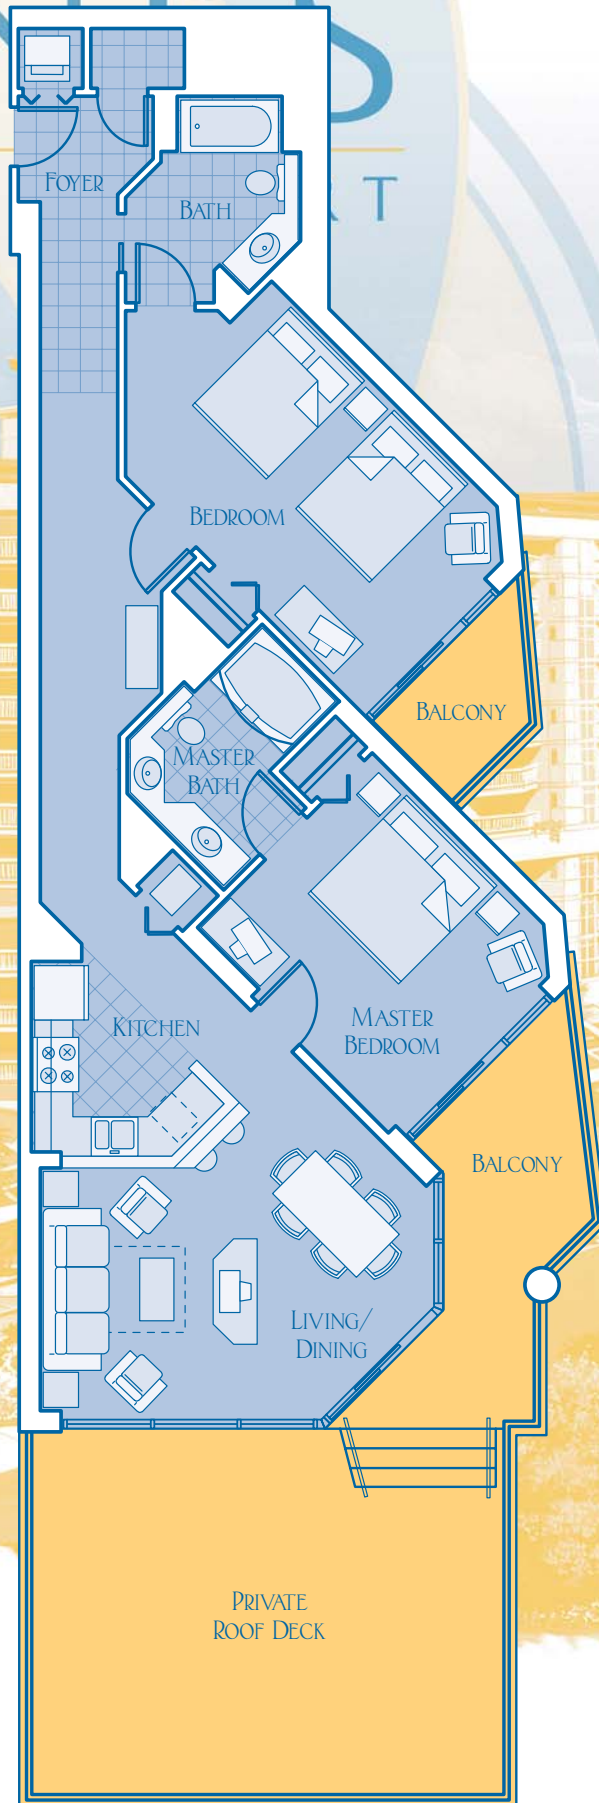 FOYER
BATH
BEDROOM
BALCONY
MASTER
BATH
KITCHEN
MASTER
BEDROOM
BALCONY
LIVING/
DINING
PRIVATE
ROOF DECK